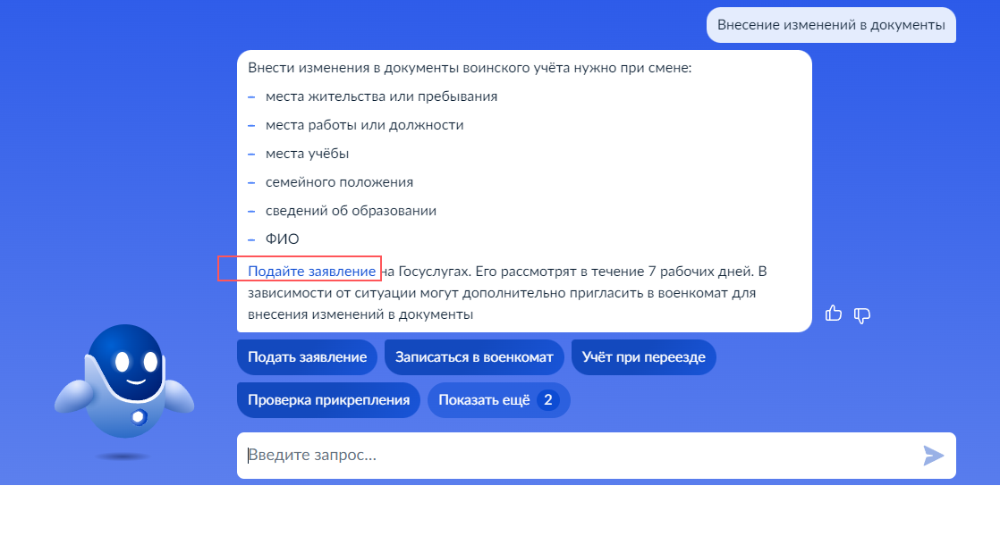 Внесение изменений в документы
Внести изменения в документы воинского учёта нужно при смене:
– места жительства или пребывания
– места работы или должности
– места учёбы
– семейного положения
– сведений об образовании
– ФИО
Подайте заявление на Госуслугах. Его рассмотрят в течение 7 рабочих дней. В
зависимости от ситуации могут дополнительно пригласить в военкомат для
внесения изменений в документы
Подать заявление Записаться в военкомат Учёт при переезде
Проверка прикрепления Показать ещё 2
Введите запрос...